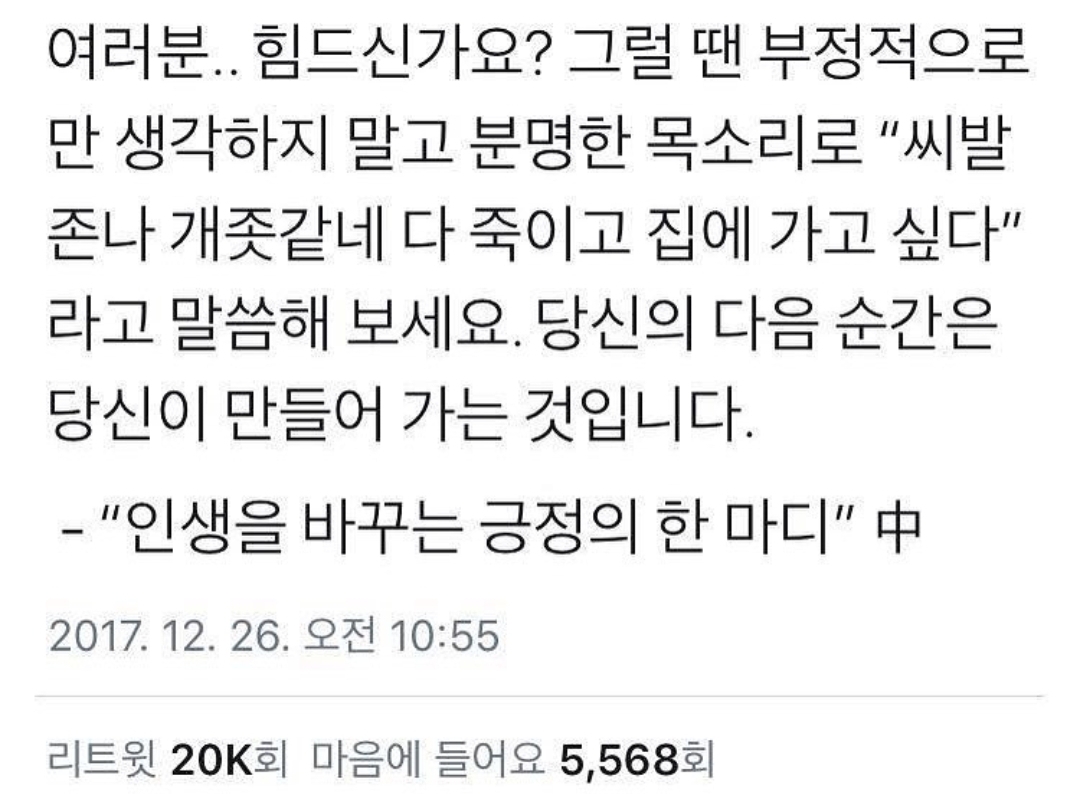 여러분.. 힘드신가요? 그럴 땐 부정적으로
만 생각하지 말고 분명한 목소리로 “씨발
존나 개좃같네 다 죽이고 집에 가고 싶다”
라고 말씀해 보세요. 당신의 다음 순간은
당신이 만들어 가는 것입니다.
- “인생을 바꾸는 긍정의 한 마디” 中
2017. 12. 26. 오전 10:55
리트윗 20K회 마음에 들어요 5,568회